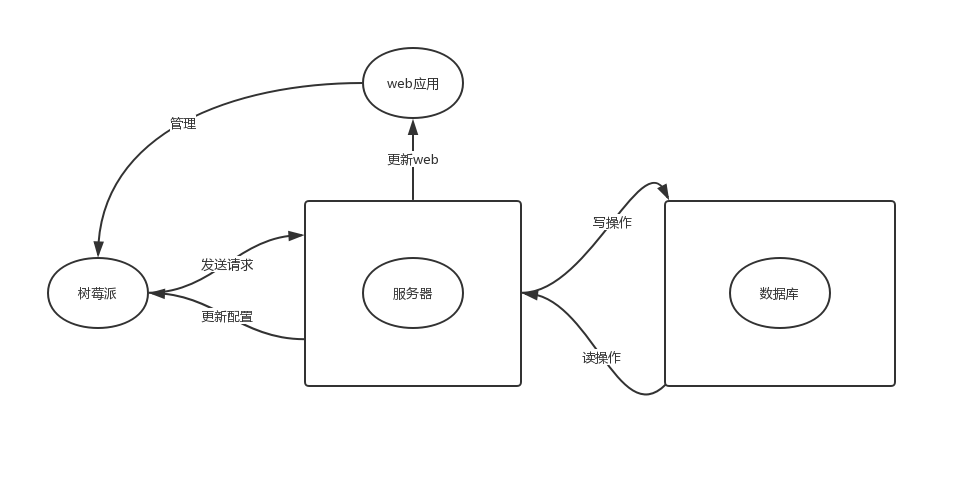 web应用
管理
更新web
写操作
发送请求
树莓派
服务器
数据库
更新配置
读操作